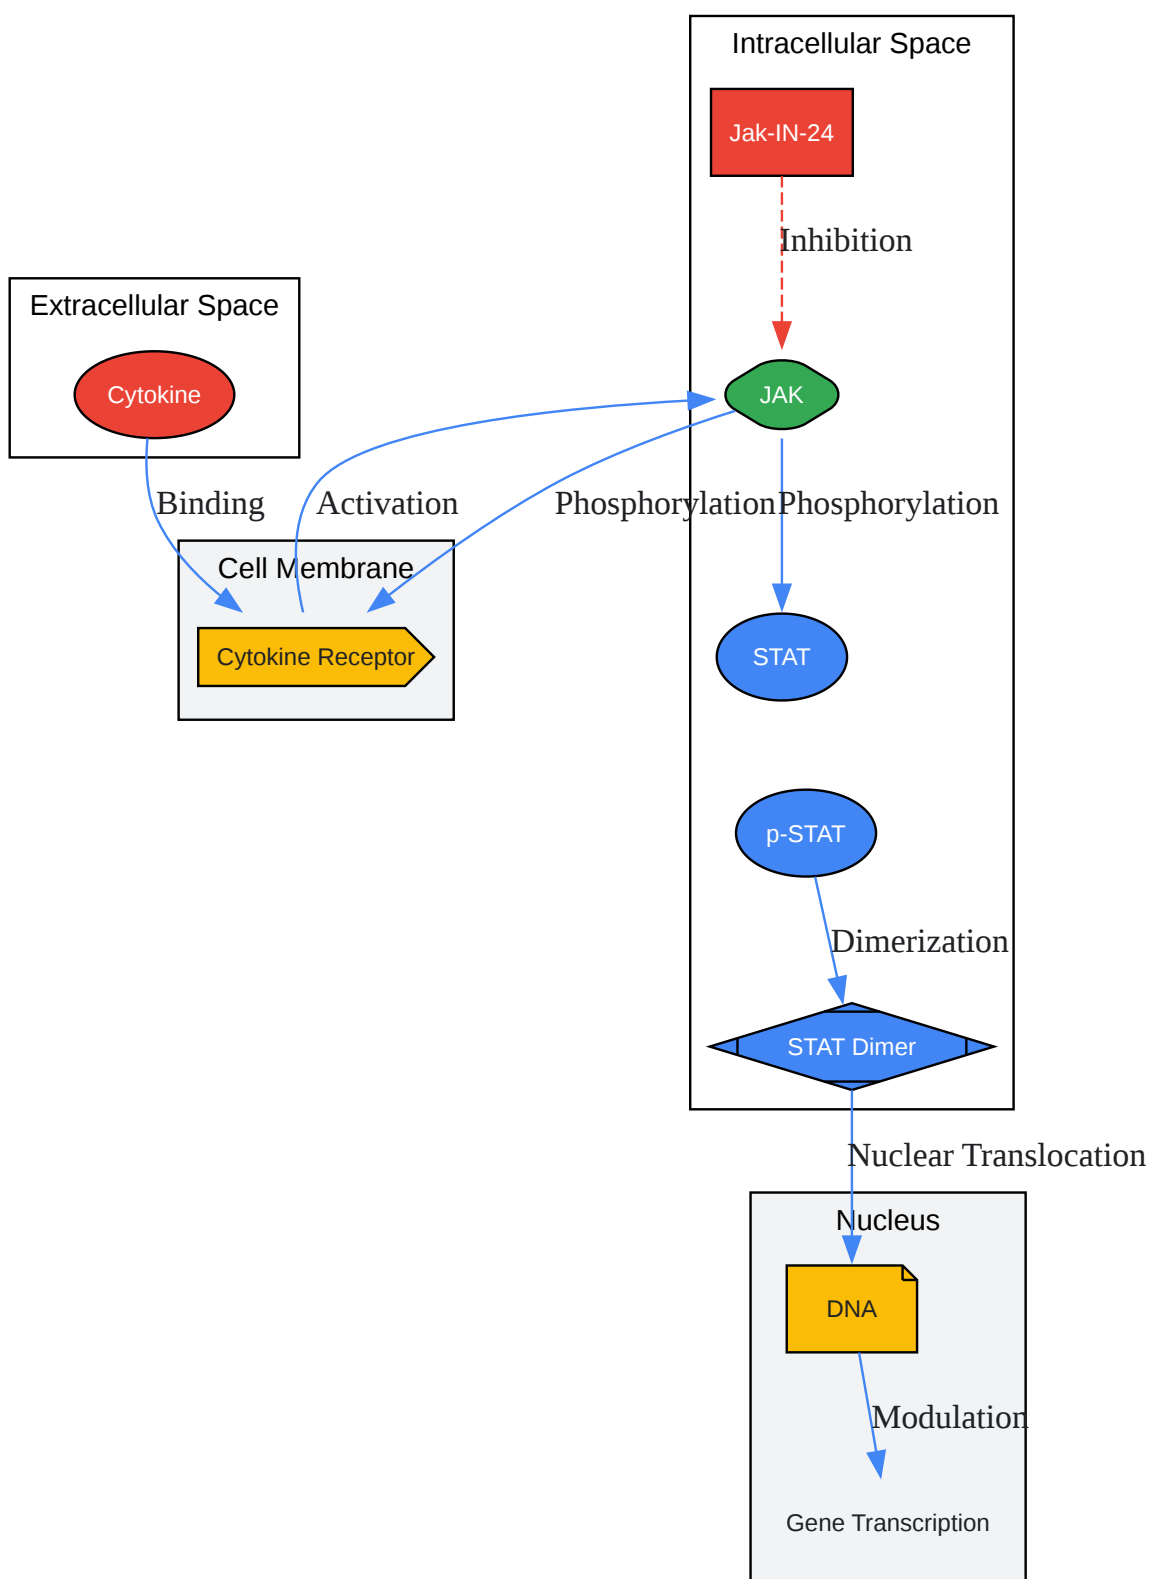 Intracellular Space
Jak-IN-24
Inhibition
Extracellular Space
Cytokine
JAK
Binding
Activation
Phosphorylation
Phosphorylation
Cell Membrane
Cytokine Receptor
STAT
p-STAT
Dimerization
STAT Dimer
Nuclear Translocation
Nucleus
DNA
Modulation
Gene Transcription